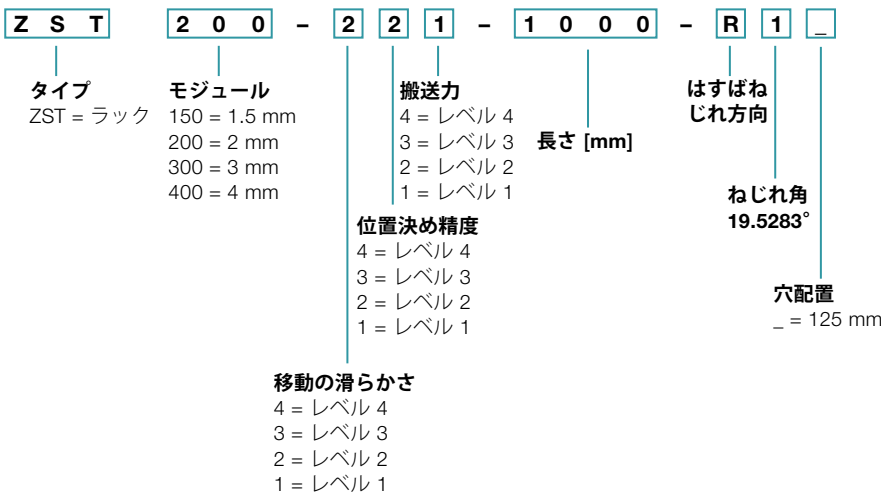 Z S T 2 0 0 – 2 2 1 – 1 0 0 0 – R 1 _
タイプ
ZST = ラック
モジュール
150 = 1.5 mm
200 = 2 mm
300 = 3 mm
400 = 4 mm
搬送力
4 = レベル 4
3 = レベル 3
2 = レベル 2
1 = レベル 1
長さ [mm]
はすばね
じれ方向
ねじれ角
19.5283°
位置決め精度
4 = レベル 4
3 = レベル 3
2 = レベル 2
1 = レベル 1
穴配置
_ = 125 mm
移動の滑らかさ
4 = レベル 4
3 = レベル 3
2 = レベル 2
1 = レベル 1